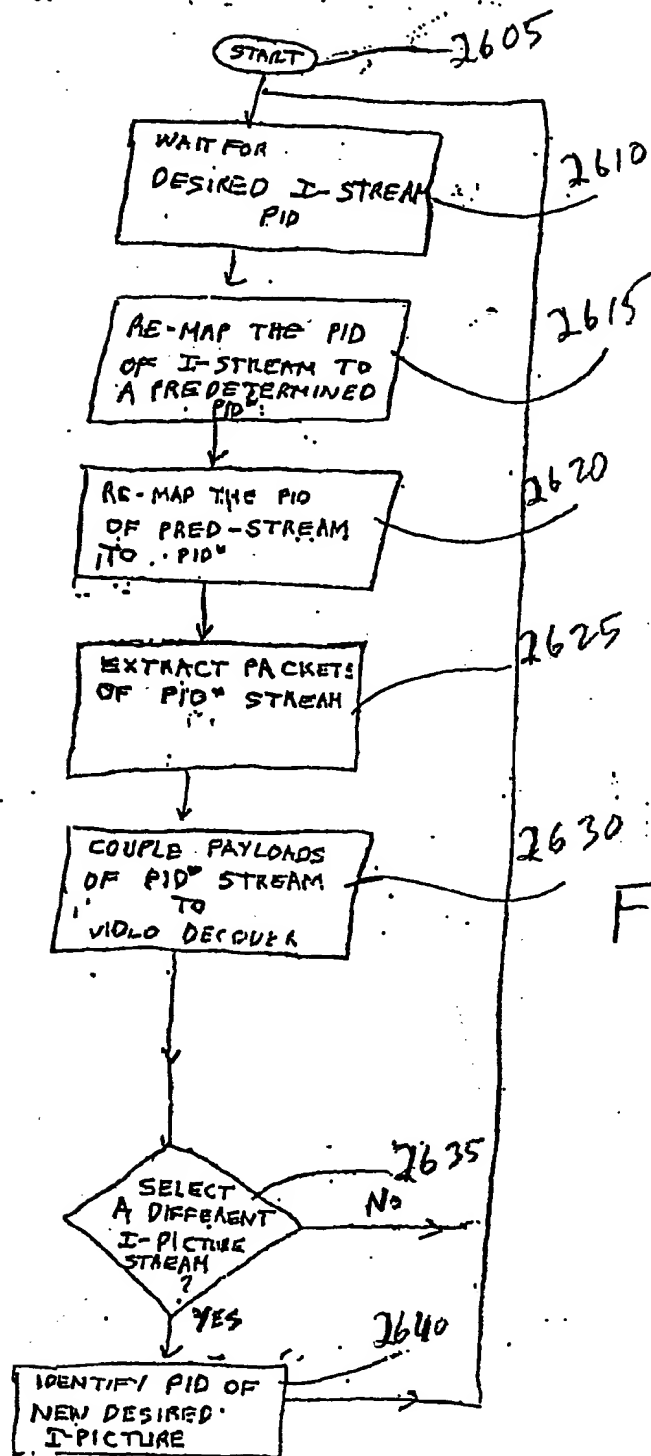 START
2605
WAIT FOR
DESIRED I-STREAM
PID
2610
RE-MAP THE PID
OF I-STREAM TO
A PREDETERMINED
PID*
2615
RE-MAP THE PID
OF PRED-STREAM
TO PID*
2620
EXTRACT PACKETS
OF PID* STREAM
2625
COUPLE PAYLOADS
OF PID* STREAM
TO
VIDEO DECODER
2630
F
SELECT
A DIFFERENT
I-PICTURE
STREAM
?
2635
NO
YES
2640
IDENTIFY PID OF
NEW DESIRED
I-PICTURE